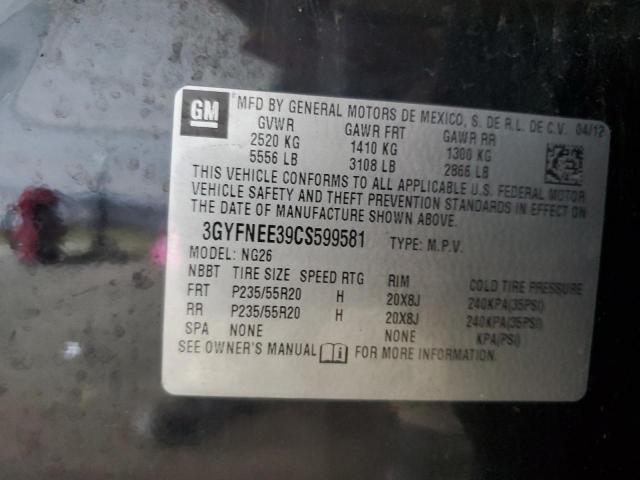 GM MFD BY GENERAL MOTORS DE MEXICO, S. DE R.L. DE C.V. 04/12
GVWR GAWR FRT GAWR RR
2520 KG 1410 KG 1300 KG
5556 LB 3108 LB 2866 LB
THIS VEHICLE CONFORMS TO ALL APPLICABLE U.S. FEDERAL MOTOR
VEHICLE SAFETY AND THEFT PREVENTION STANDARDS IN EFFECT ON
THE DATE OF MANUFACTURE SHOWN ABOVE.
3GYFNEE39CS599581 TYPE: M.P.V.
MODEL: NG26
NBBT TIRE SIZE SPEED RTG RIM COLD TIRE PRESSURE
FRT P235/55R20 H 20X8J 240KPA(35PSI)
RR P235/55R20 H 20X8J 240KPA(35PSI)
SPA NONE NONE KPA(PSI)
SEE OWNER'S MANUAL FOR MORE INFORMATION.